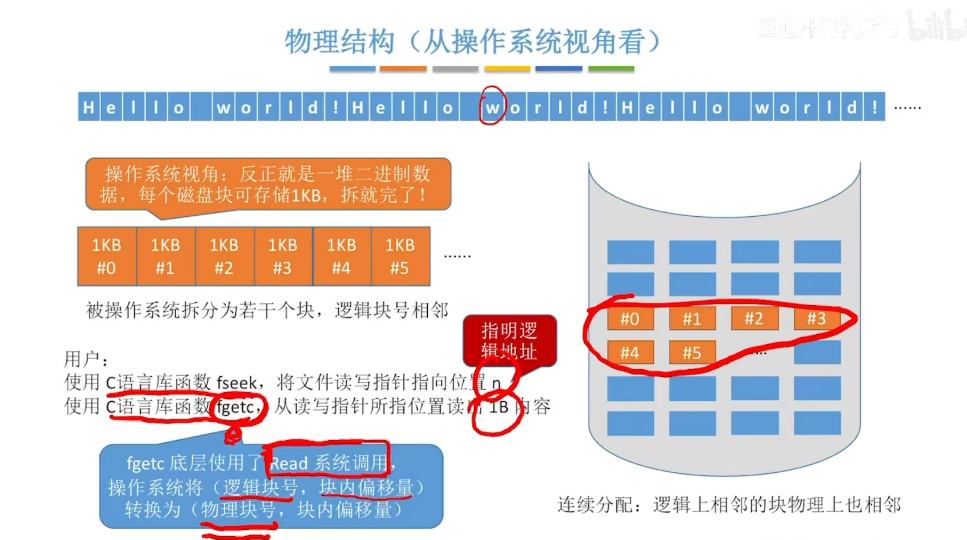 物理结构（从操作系统视角看）
bilibi
Hello world!Hello world!Hello world! ……
操作系统视角：反正就是一堆二进制数
据，每个磁盘块可存储1KB，拆就完了！
1KB 1KB 1KB 1KB 1KB 1KB
#0 #1 #2 #3 #4 #5 ……
被操作系统拆分为若干个块，逻辑块号相邻
指明逻
辑地址
用户：
使用 C语言库函数 fseek，将文件读写指针指向位置 n
使用 C语言库函数 fgetc，从读写指针所指位置读出 1B 内容
fgetc 底层使用了 Read 系统调用，
操作系统将（逻辑块号，块内偏移量）
转换为（物理块号，块内偏移量）
#0 #1 #2 #3
#4 #5 ……
连续分配：逻辑上相邻的块物理上也相邻